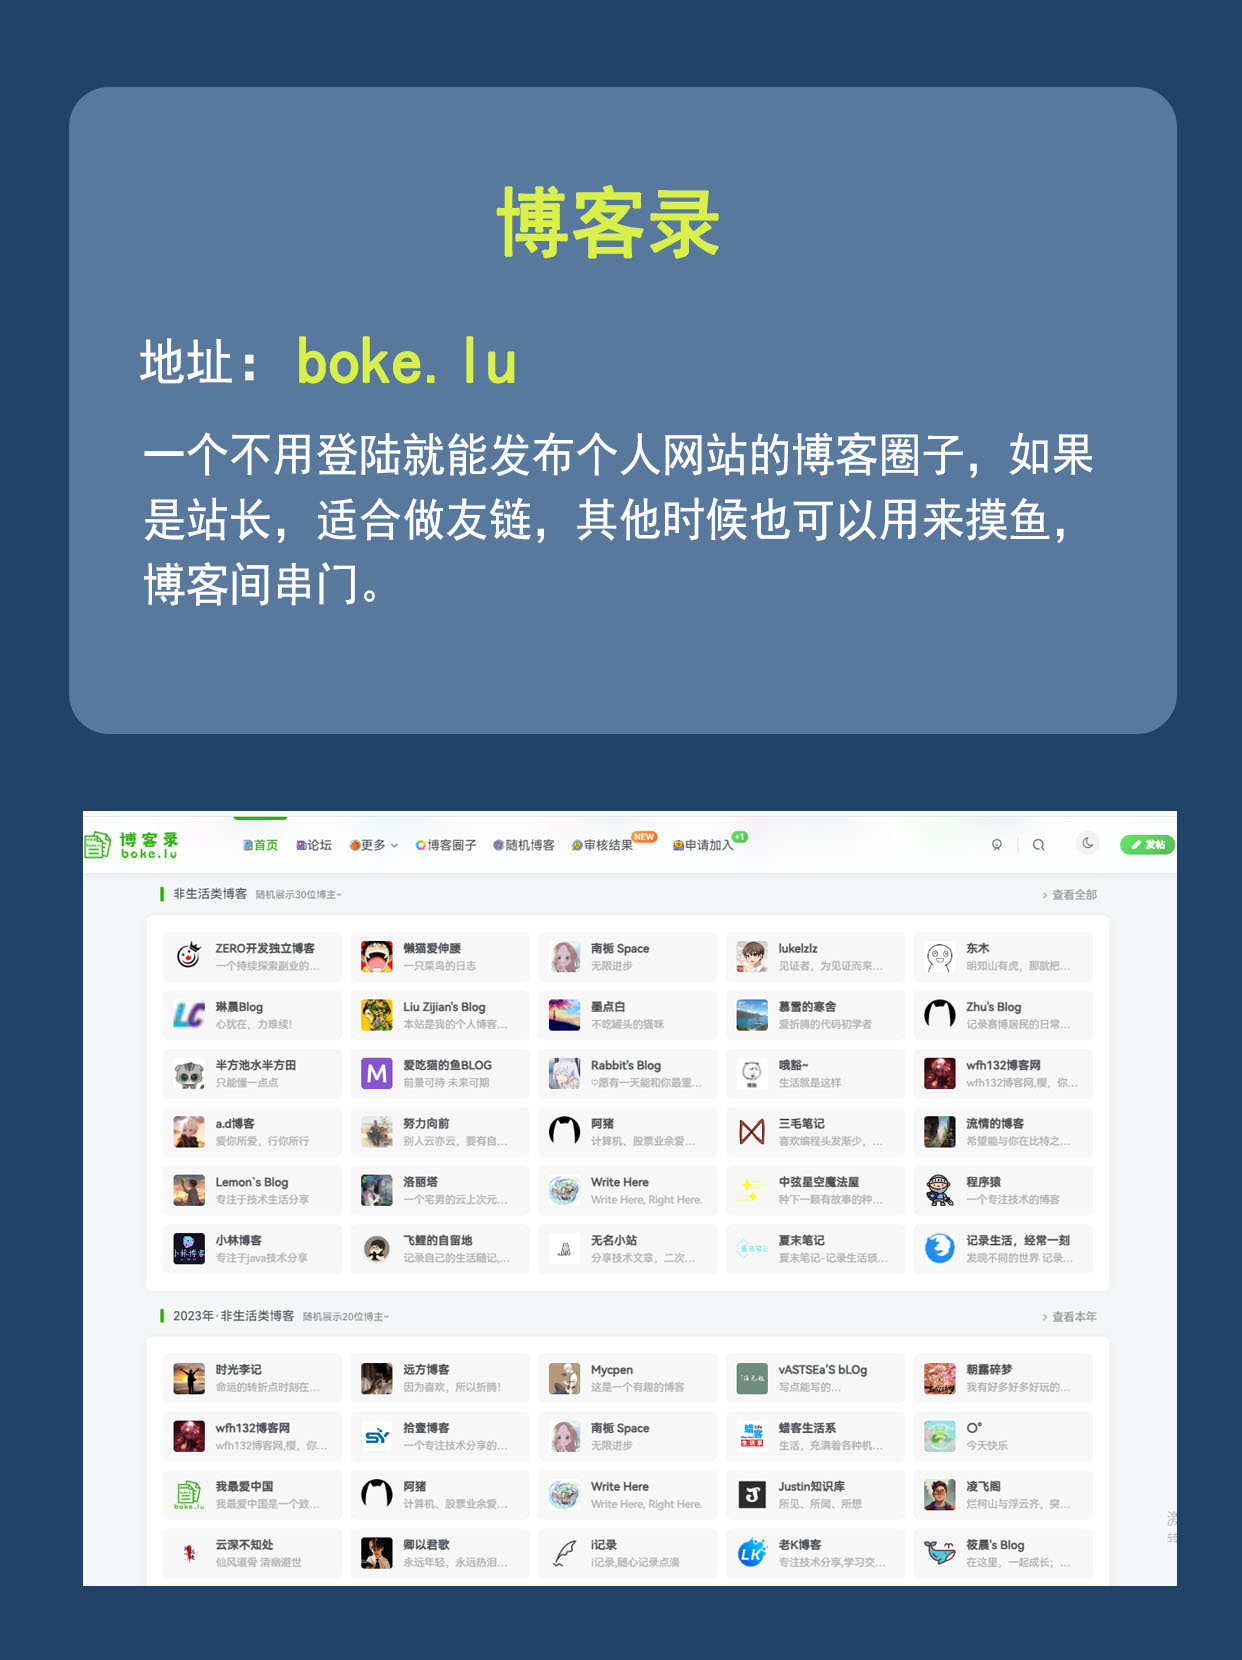 博客录
地址：boke.lu
一个不用登陆就能发布个人网站的博客圈子，如果
是站长，适合做友链，其他时候也可以用来摸鱼，
博客间串门。
博客录
boke.lu
首页 论坛 更多 博客圈子 随机博客 审核结果 NEW 申请加入 +1 发帖
非生活类博客 随机展示30位博主~ 查看全部
ZERO开发独立博客 懒猫爱伸腰 南栀 Space lukelzlz 东木
一个持续探索副业的... 一只菜鸟的日志 无限进步 见证者，为见证而来... 明知山有虎，那就把...
琳晨Blog Liu Zijian's Blog 墨点白 慕雪的寒舍 Zhu's Blog
心犹在，力难续！ 本站是我的个人博客... 不吃罐头的猫咪 爱折腾的代码初学者 记录赛博居民的日常...
半方池水半方田 爱吃猫的鱼BLOG Rabbit's Blog 哦豁~ wfh132博客网
只能懂一点点 前景可待 未来可期 ♡愿有一天能和你最重... 生活就是这样 wfh132博客网,樱，你...
a.d博客 努力向前 阿猪 三毛笔记 流情的博客
爱你所爱，行你所行 别人云亦云，要有自... 计算机、股票业余爱... 喜欢编程头发渐少，... 希望能与你在比特之...
Lemon`s Blog 洛丽塔 Write Here 中弦星空魔法屋 程序猿
专注于技术生活分享 一个宅男的云上次元... Write Here, Right Here. 种下一颗有故事的种... 一个专注技术的博客
小林博客 飞鲤的自留地 无名小站 夏末笔记 记录生活，经常一刻
专注于java技术分享 记录自己的生活随记,... 分享技术文章，二次... 夏末笔记-记录生活琐... 发现不同的世界 记录...
2023年·非生活类博客 随机展示20位博主~ 查看本年
时光李记 远方博客 Mycpen vASTSEa'S bLOg 朝露碎梦
命运的转折点时刻在... 因为喜欢，所以折腾！ 这是一个有趣的博客 写点能写的... 我有好多好多好玩的...
wfh132博客网 拾壹博客 南栀 Space 蜡客生活系 O°
wfh132博客网,樱，你... 一个专注技术分享的... 无限进步 生活，充满着各种机... 今天快乐
我最爱中国 阿猪 Write Here Justin知识库 凌飞阁
我最爱中国是一个致... 计算机、股票业余爱... Write Here, Right Here. 所见、所闻、所想 烂柯山与浮云齐，突...
云深不知处 卿以君歌 i记录 老K博客 筱晨's Blog
仙风道骨 清幽避世 永远年轻，永远热泪... i记录,随心记录点滴 专注技术分享,学习交... 在这里，一起成长；...